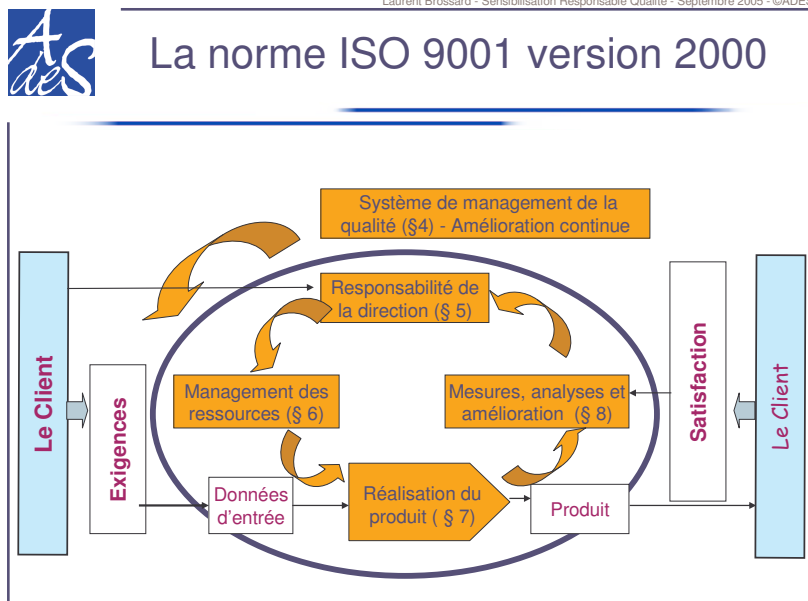 Laurent Brossard - Sensibilisation Responsable Qualité - Septembre 2005 - ©ADES
AdeS
La norme ISO 9001 version 2000
Système de management de la
qualité (§4) - Amélioration continue
Responsabilité de
la direction (§ 5)
Management des
ressources (§ 6)
Mesures, analyses et
amélioration (§ 8)
Le Client
Exigences
Satisfaction
Le Client
Données
d'entrée
Réalisation du
produit ( § 7)
Produit